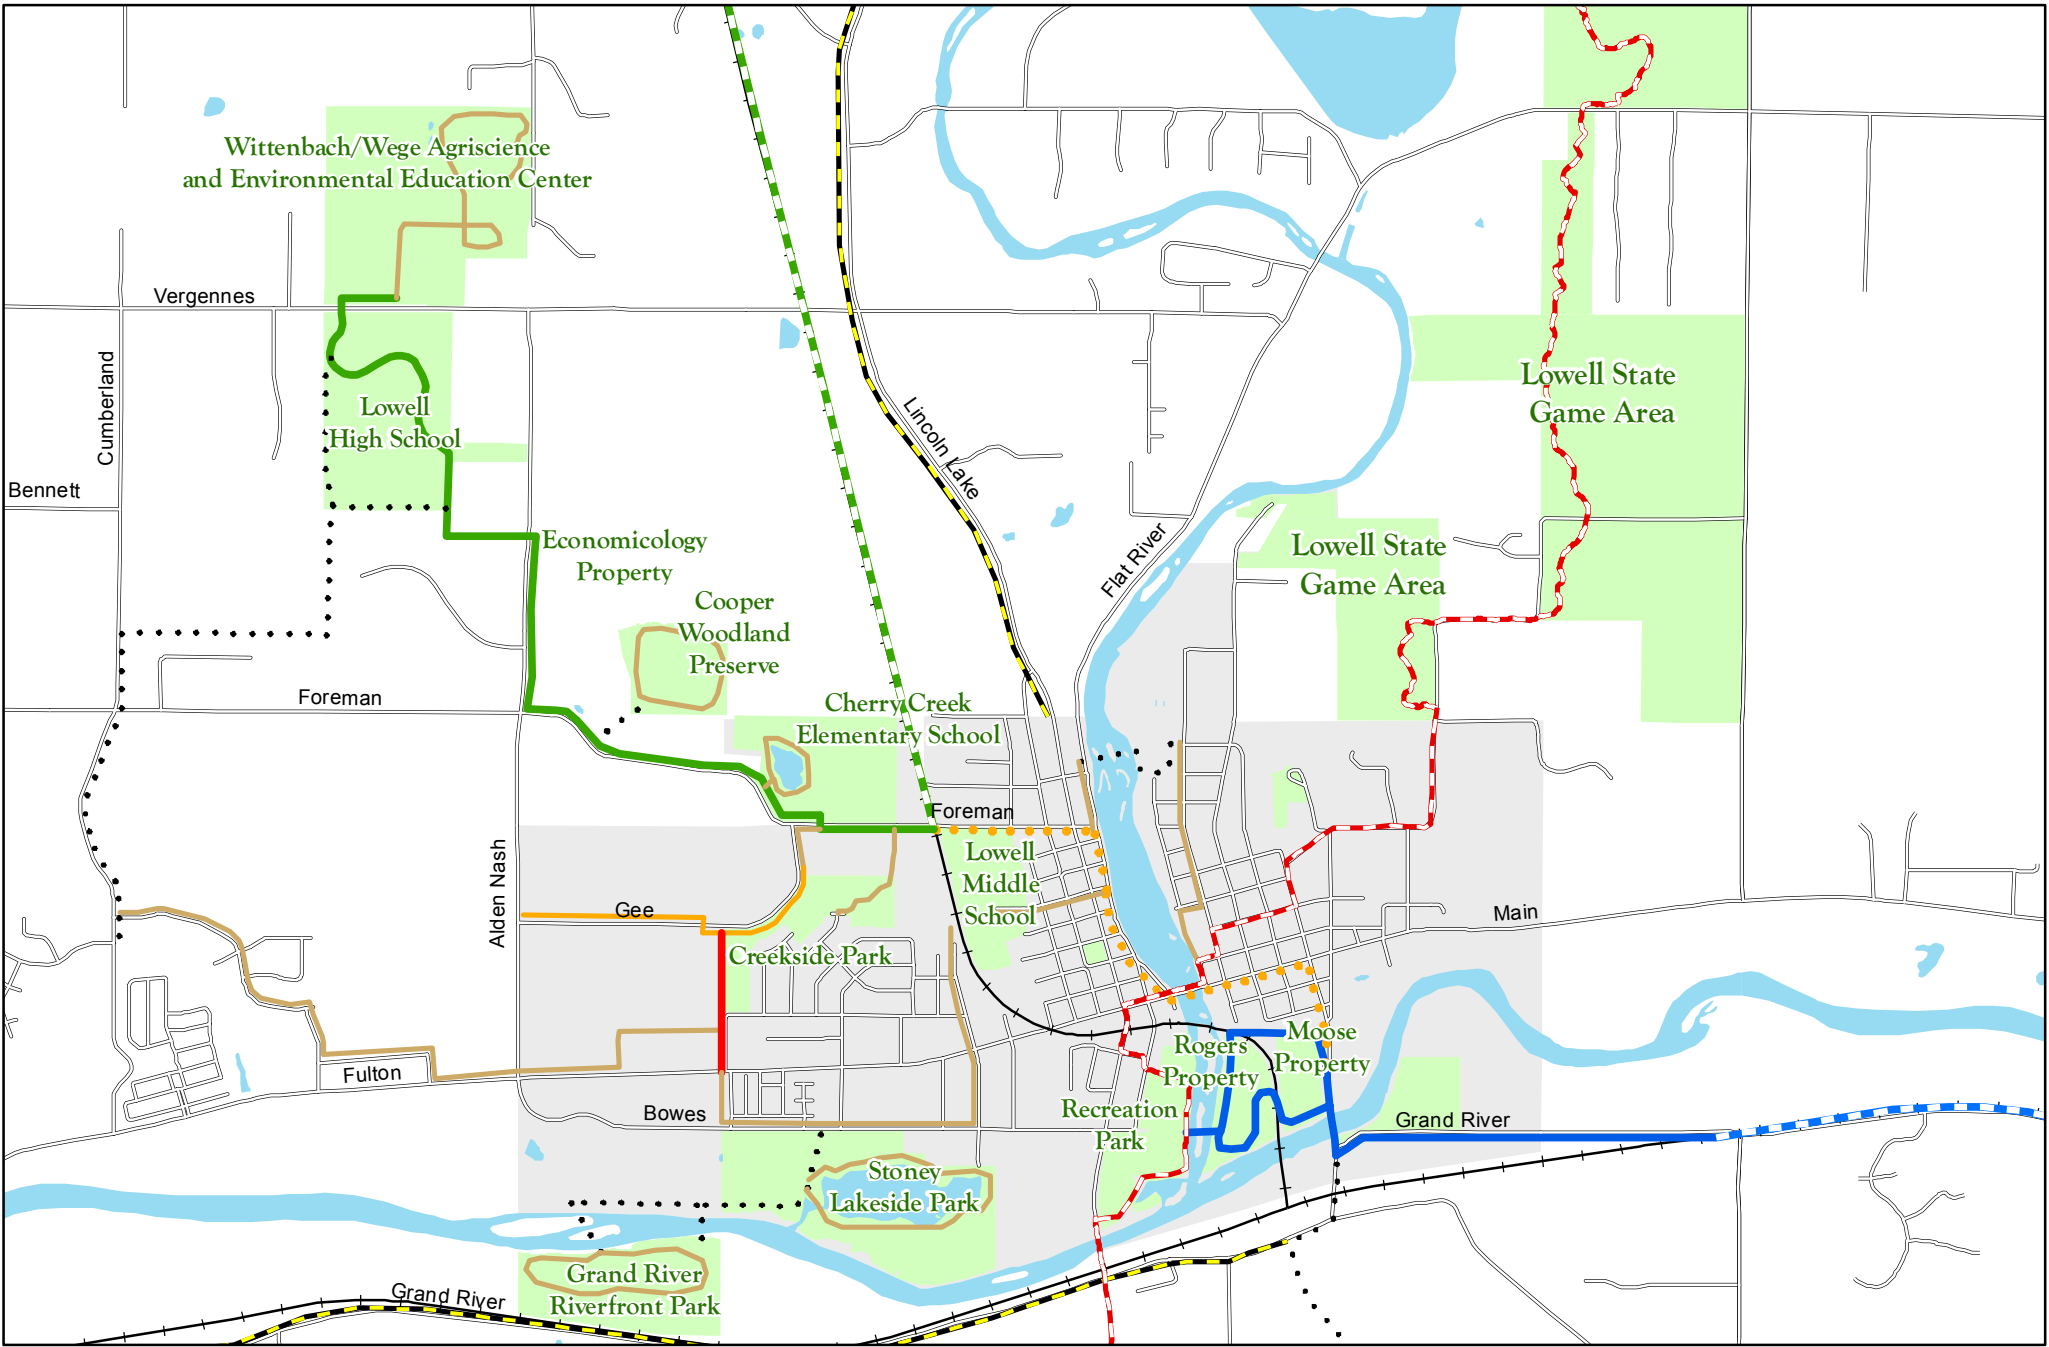 Wittenbach/Wege Agriscience
and Environmental Education Center
Vergennes
Cumberland
Lowell
High School
Lincoln Lake
Lowell State
Game Area
Bennett
Economicology
Property
Flat River
Lowell State
Game Area
Cooper
Woodland
Preserve
Foreman
Cherry Creek
Elementary School
Foreman
Alden Nash
Lowell
Middle
School
Gee
Main
Creekside Park
Moose
Property
Rogers
Property
Fulton
Bowes
Recreation
Park
Grand River
Stoney
Lakeside Park
Grand River
Riverfront Park
Grand River